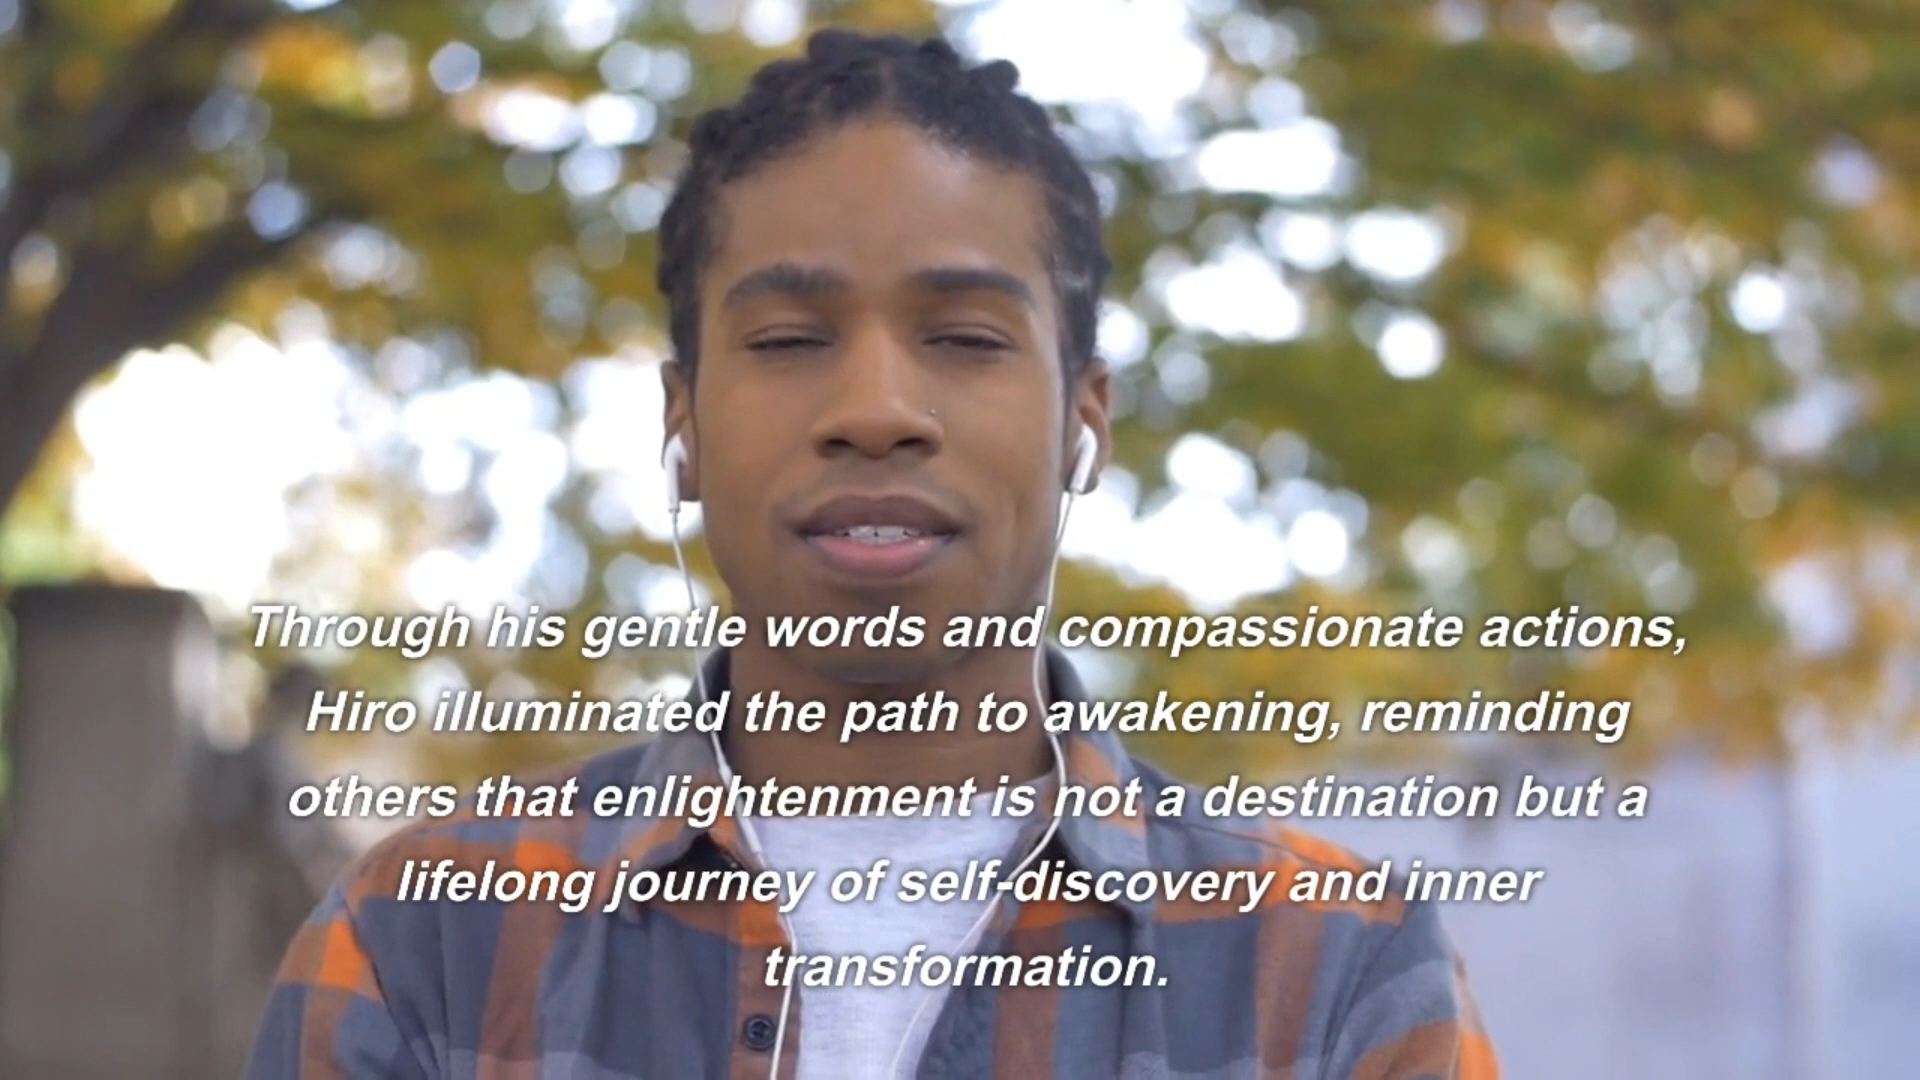 Through his gentle words and compassionate actions,
Hiro illuminated the path to awakening, reminding
others that enlightenment is not a destination but a
lifelong journey of self-discovery and inner
transformation.